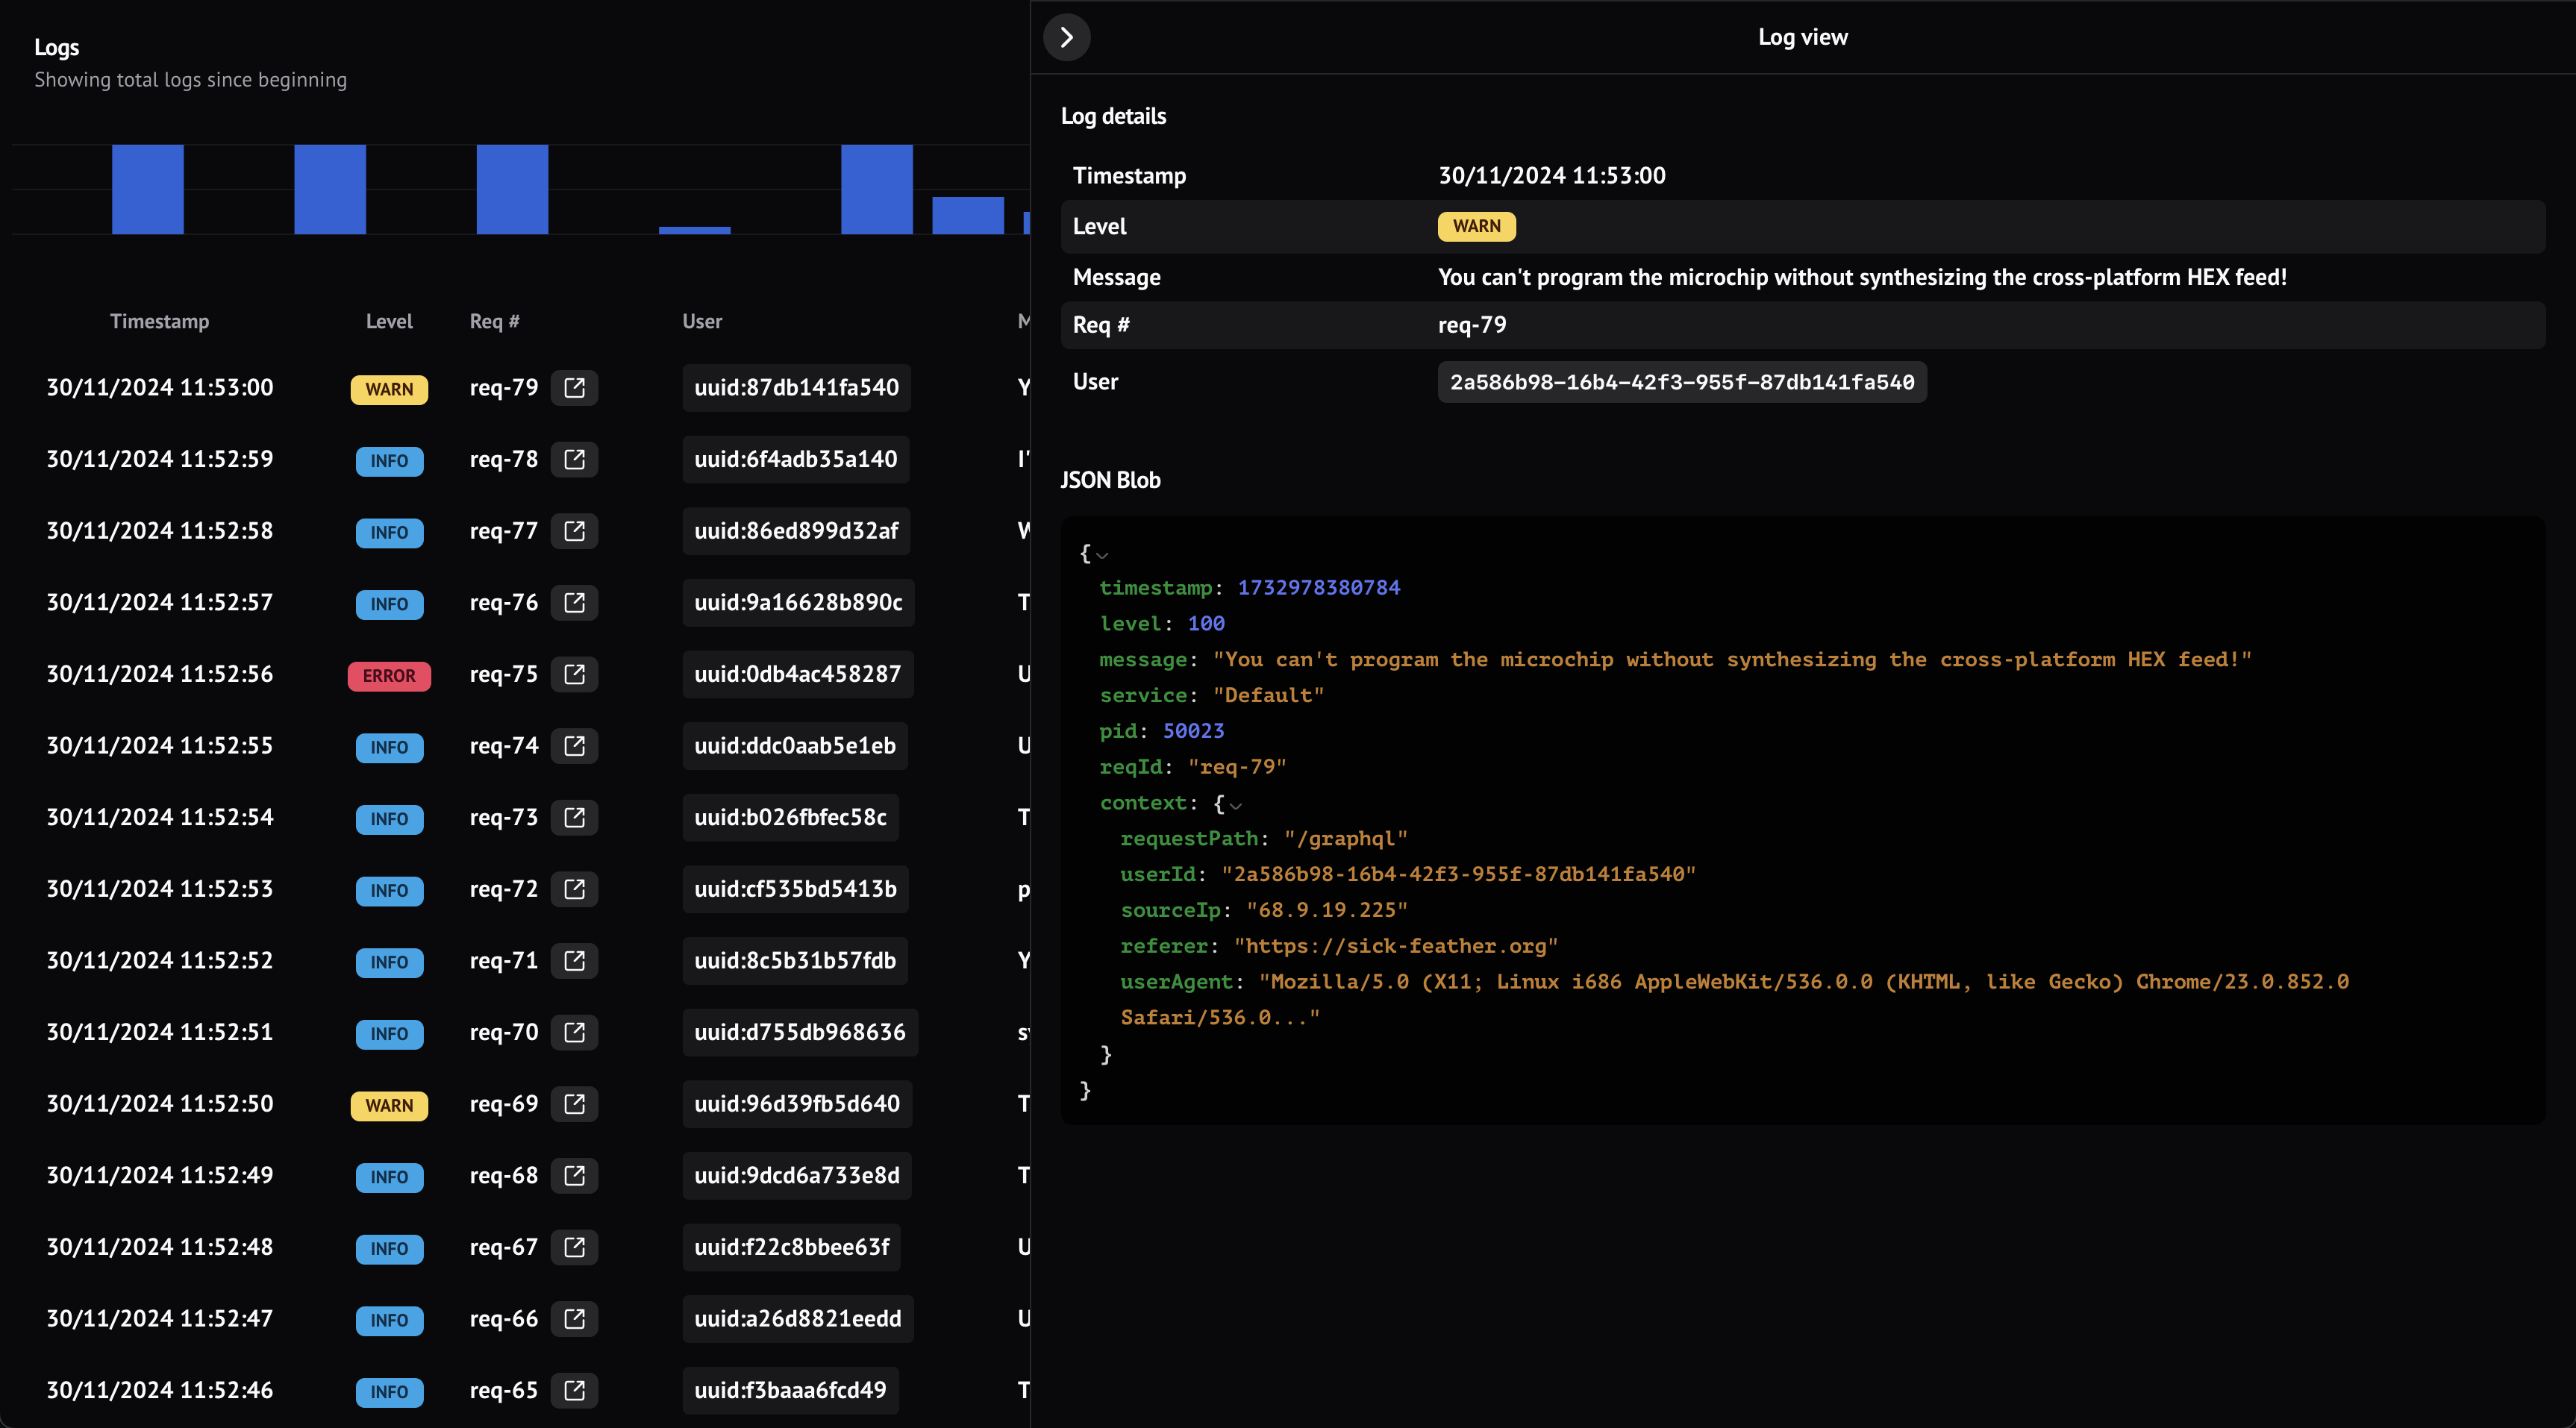 Logs
Showing total logs since beginning
Timestamp Level Req # User
30/11/2024 11:53:00 WARN req-79 uuid:87db141fa540 Y
30/11/2024 11:52:59 INFO req-78 uuid:6f4adb35a140 I'
30/11/2024 11:52:58 INFO req-77 uuid:86ed899d32af
30/11/2024 11:52:57 INFO req-76 uuid:9a16628b890c T
30/11/2024 11:52:56 ERROR req-75 uuid:0db4ac458287 U
30/11/2024 11:52:55 INFO req-74 uuid:ddc0aab5e1eb U
30/11/2024 11:52:54 INFO req-73 uuid:b026fbfec58c T
30/11/2024 11:52:53 INFO req-72 uuid:cf535bd5413b p
30/11/2024 11:52:52 INFO req-71 uuid:8c5b31b57fdb Y
30/11/2024 11:52:51 INFO req-70 uuid:d755db968636
30/11/2024 11:52:50 WARN req-69 uuid:96d39fb5d640 T
30/11/2024 11:52:49 INFO req-68 uuid:9dcd6a733e8d T
30/11/2024 11:52:48 INFO req-67 uuid:f22c8bbee63f U
30/11/2024 11:52:47 INFO req-66 uuid:a26d8821eedd U
30/11/2024 11:52:46 INFO req-65 uuid:f3baaa6fcd49 T
Log view
Log details
Timestamp 30/11/2024 11:53:00
Level WARN
Message You can't program the microchip without synthesizing the cross-platform HEX feed!
Req # req-79
User 2a586b98-16b4-42f3-955f-87db141fa540
JSON Blob
{
timestamp: 1732978380784
level: 100
message: "You can't program the microchip without synthesizing the cross-platform HEX feed!"
service: "Default"
pid: 50023
reqId: "req-79"
context: {
requestPath: "/graphql"
userId: "2a586b98-16b4-42f3-955f-87db141fa540"
sourceIp: "68.9.19.225"
referer: "https://sick-feather.org"
userAgent: "Mozilla/5.0 (X11; Linux i686 AppleWebKit/536.0.0 (KHTML, like Gecko) Chrome/23.0.852.0
Safari/536.0..."
}
}